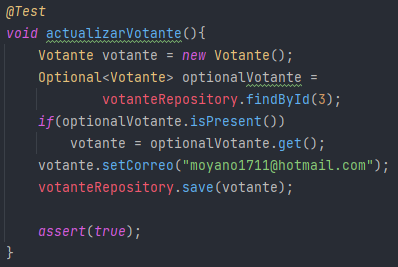 @Test
void actualizarVotante(){
    Votante votante = new Votante();
    Optional<Votante> optionalVotante =
            votanteRepository.findById(3);
    if(optionalVotante.isPresent())
        votante = optionalVotante.get();
    votante.setCorreo("moyano1711@hotmail.com");
    votanteRepository.save(votante);
    assert(true);
}